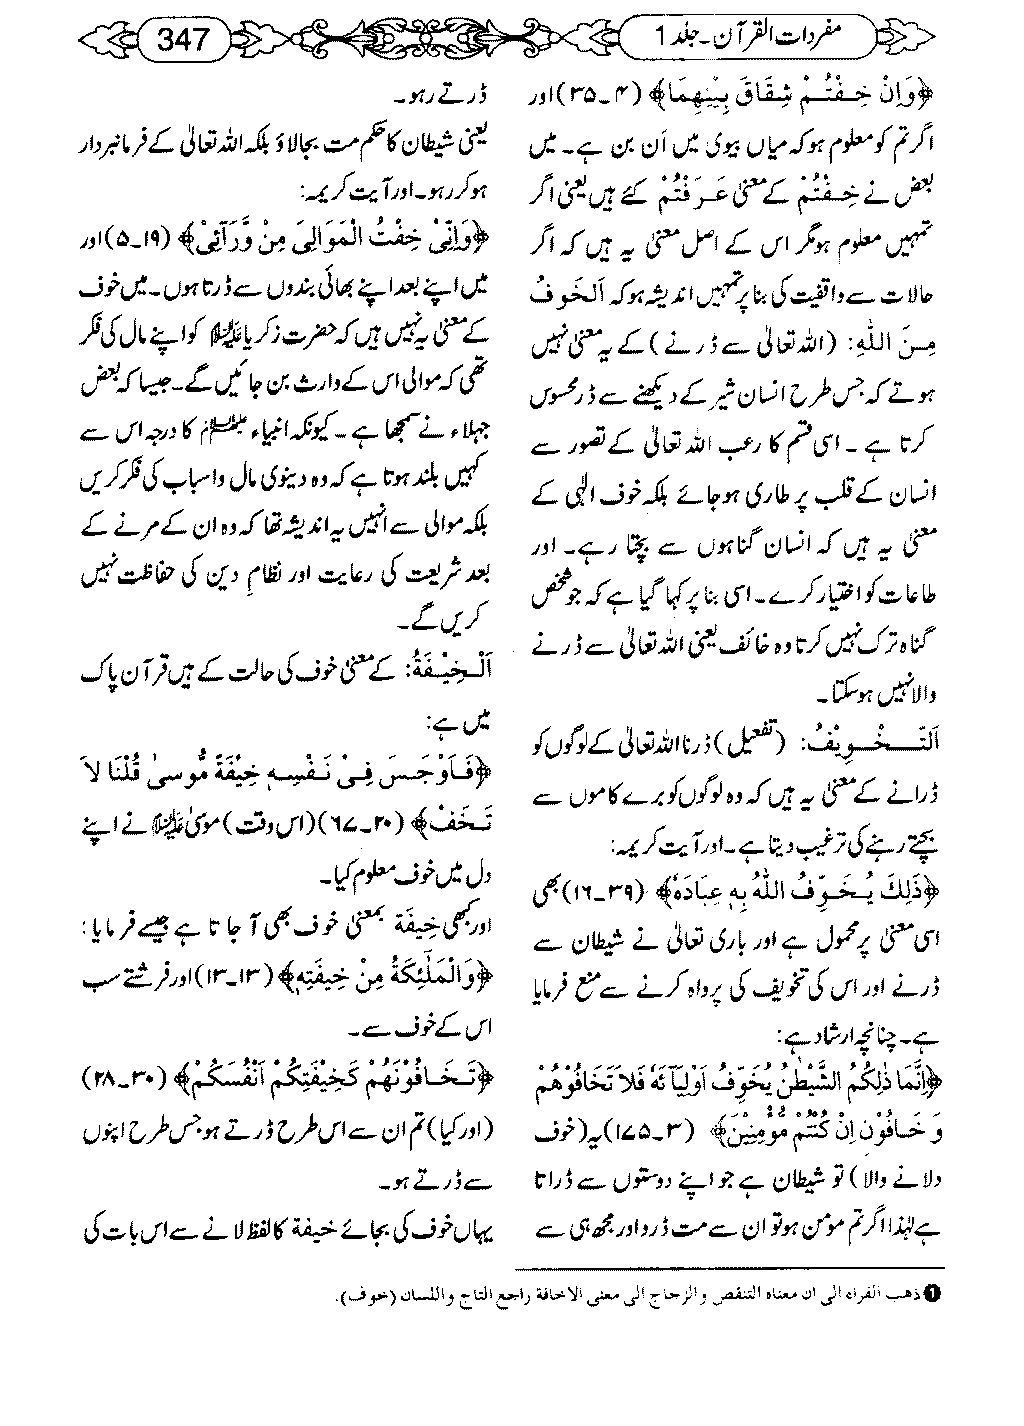 مفردات القرآن۔جلد 1
347
﴿وَاِنْ خِفْتُمْ شِقَاقَ بَيْنِهِمَا﴾ (۴۔۳۵) اور
اگر تم کو معلوم ہو کہ میاں بیوی میں اَن بن ہے۔ میں
بعض نے خِفْتُمْ کے معنیٰ عَرَفْتُمْ کئے ہیں یعنی اگر
تمہیں معلوم ہو مگر اس کے اصل معنیٰ یہ ہیں کہ اگر
حالات سے واقفیت کی بنا پر تمہیں اندیشہ ہو کہ اَلْخَوفُ
مِنَ اللّٰهِ: (اللہ تعالیٰ سے ڈرنے) کے یہ معنیٰ نہیں
ہوتے کہ جس طرح انسان شیر کے دیکھنے سے ڈر محسوس
کرتا ہے ۔ اسی قسم کا رعب اللہ تعالیٰ کے تصور سے
انسان کے قلب پر طاری ہو جائے بلکہ خوف الٰہی کے
معنیٰ یہ ہیں کہ انسان گناہوں سے بچتا رہے۔ اور
طاعات کو اختیار کرے۔ اسی بنا پر کہا گیا ہے کہ جو شخص
گناہ ترک نہیں کرتا وہ خائف یعنی اللہ تعالیٰ سے ڈرنے
والا نہیں ہو سکتا۔
اَلتَّخْوِيْفُ: (تفعیل) ڈرنا اللہ تعالیٰ کے لوگوں کو
ڈرانے کے معنیٰ یہ ہیں کہ وہ لوگوں کو برے کاموں سے
بچتے رہنے کی ترغیب دیتا ہے۔ اور آیت کریمہ:
﴿ذٰلِكَ يُخَوِّفُ اللّٰهُ بِهٖ عِبَادَهٗ﴾ (۳۹۔۱۶) بھی
اسی معنیٰ پر محمول ہے اور باری تعالیٰ نے شیطان سے
ڈرنے اور اس کی تخویف کی پرواہ کرنے سے منع فرمایا
ہے۔ چنانچہ ارشاد ہے:
﴿اِنَّمَا ذٰلِكُمُ الشَّيْطٰنُ يُخَوِّفُ اَوْلِيَآءَهٗ فَلَا تَخَافُوْهُمْ
وَ خَافُوْنِ اِنْ كُنْتُمْ مُّؤْمِنِيْنَ﴾ (۳۔۱۷۵) یہ (خوف
دلانے والا) تو شیطان ہے جو اپنے دوستوں سے ڈراتا
ہے لہٰذا اگر تم مومن ہو تو ان سے مت ڈرو اور مجھ ہی سے
ڈرتے رہو۔
یعنی شیطان کا حکم مت بجا لاؤ بلکہ اللہ تعالیٰ کے فرمانبردار
ہو کر رہو۔ اور آیت کریمہ:
﴿وَاِنِّىْ خِفْتُ الْمَوَالِىَ مِنْ وَّرَآئِىْ﴾ (۱۹۔۵) اور
میں اپنے بعد اپنے بھائی بندوں سے ڈرتا ہوں۔ میں خوف
کے معنیٰ یہ نہیں ہیں کہ حضرت زکریا علیہ السلام کو اپنے مال کی فکر
تھی کہ موالی اس کے وارث بن جائیں گے۔ جیسا کہ بعض
جہلاء نے سمجھا ہے۔ کیونکہ انبیاء علیہم السلام کا درجہ اس سے
کہیں بلند ہوتا ہے کہ وہ دنیوی مال و اسباب کی فکر کریں
بلکہ موالی سے انہیں یہ اندیشہ تھا کہ وہ ان کے مرنے کے
بعد شریعت کی رعایت اور نظامِ دین کی حفاظت نہیں
کریں گے۔
اَلْخِيْفَةُ: کے معنیٰ خوف کی حالت کے ہیں قرآن پاک
میں ہے:
﴿فَاَوْجَسَ فِىْ نَفْسِهٖ خِيْفَةً مُّوْسىٰ قُلْنَا لَا
تَخَفْ﴾ (۲۰۔۶۷) (اس وقت) موسیٰ علیہ السلام نے اپنے
دل میں خوف معلوم کیا۔
اور کبھی خِيفَة بمعنیٰ خوف بھی آ جاتا ہے جیسے فرمایا:
﴿وَالْمَلٰٓئِكَةُ مِنْ خِيفَتِهٖ﴾ (۱۳۔۱۳) اور فرشتے سب
اس کے خوف سے۔
﴿تَخَافُوْنَهُمْ كَخِيْفَتِكُمْ اَنْفُسَكُمْ﴾ (۳۰۔۲۸)
(اور کیا) تم ان سے اس طرح ڈرتے ہو جس طرح اپنوں
سے ڈرتے ہو۔
یہاں خوف کی بجائے خیفة کا لفظ لانے سے اس بات کی
❶ ذهب الفراء الى ان معناه التنقص والزجاج الى معنى الاخافة راجع التاج واللسان (خوف).